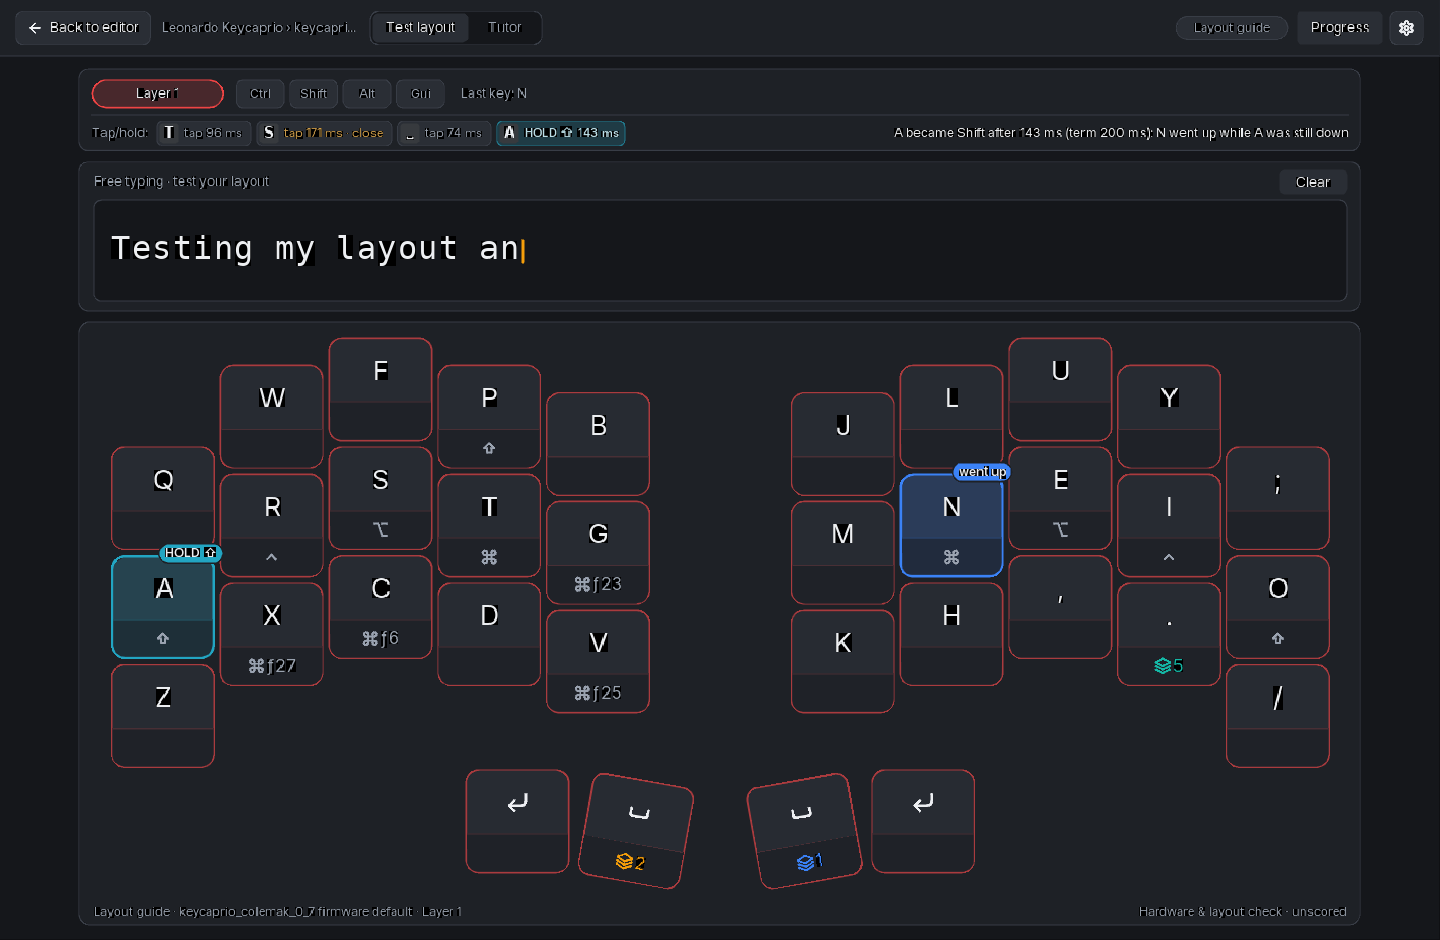 ← Back to editor
Leonardo Keycaprio › keycapri...
Test layout
Tutor
Layout guide
Progress
Layer 1
Ctrl
Shift
Alt
Gui
Last key: N
Tap/hold:
T tap 96 ms
S tap 171 ms · close
⎵ tap 74 ms
A HOLD ⇧ 143 ms
A became Shift after 143 ms (term 200 ms): N went up while A was still down
Free typing · test your layout
Clear
Testing my layout an
F
U
W
P
L
Y
B
J
⇧
went up
Q
S
E
;
R
T
N
I
⌥
G
M
⌥
HOLD ⇧
^
⌘
⌘
^
A
C
⌘ƒ23
,
O
X
D
H
.
⇧
⌘ƒ6
V
K
⇧
⌘ƒ27
5
Z
⌘ƒ25
/
↵
⎵
⎵
↵
2
1
Layout guide · keycaprio_colemak_0_7 firmware default · Layer 1
Hardware & layout check · unscored